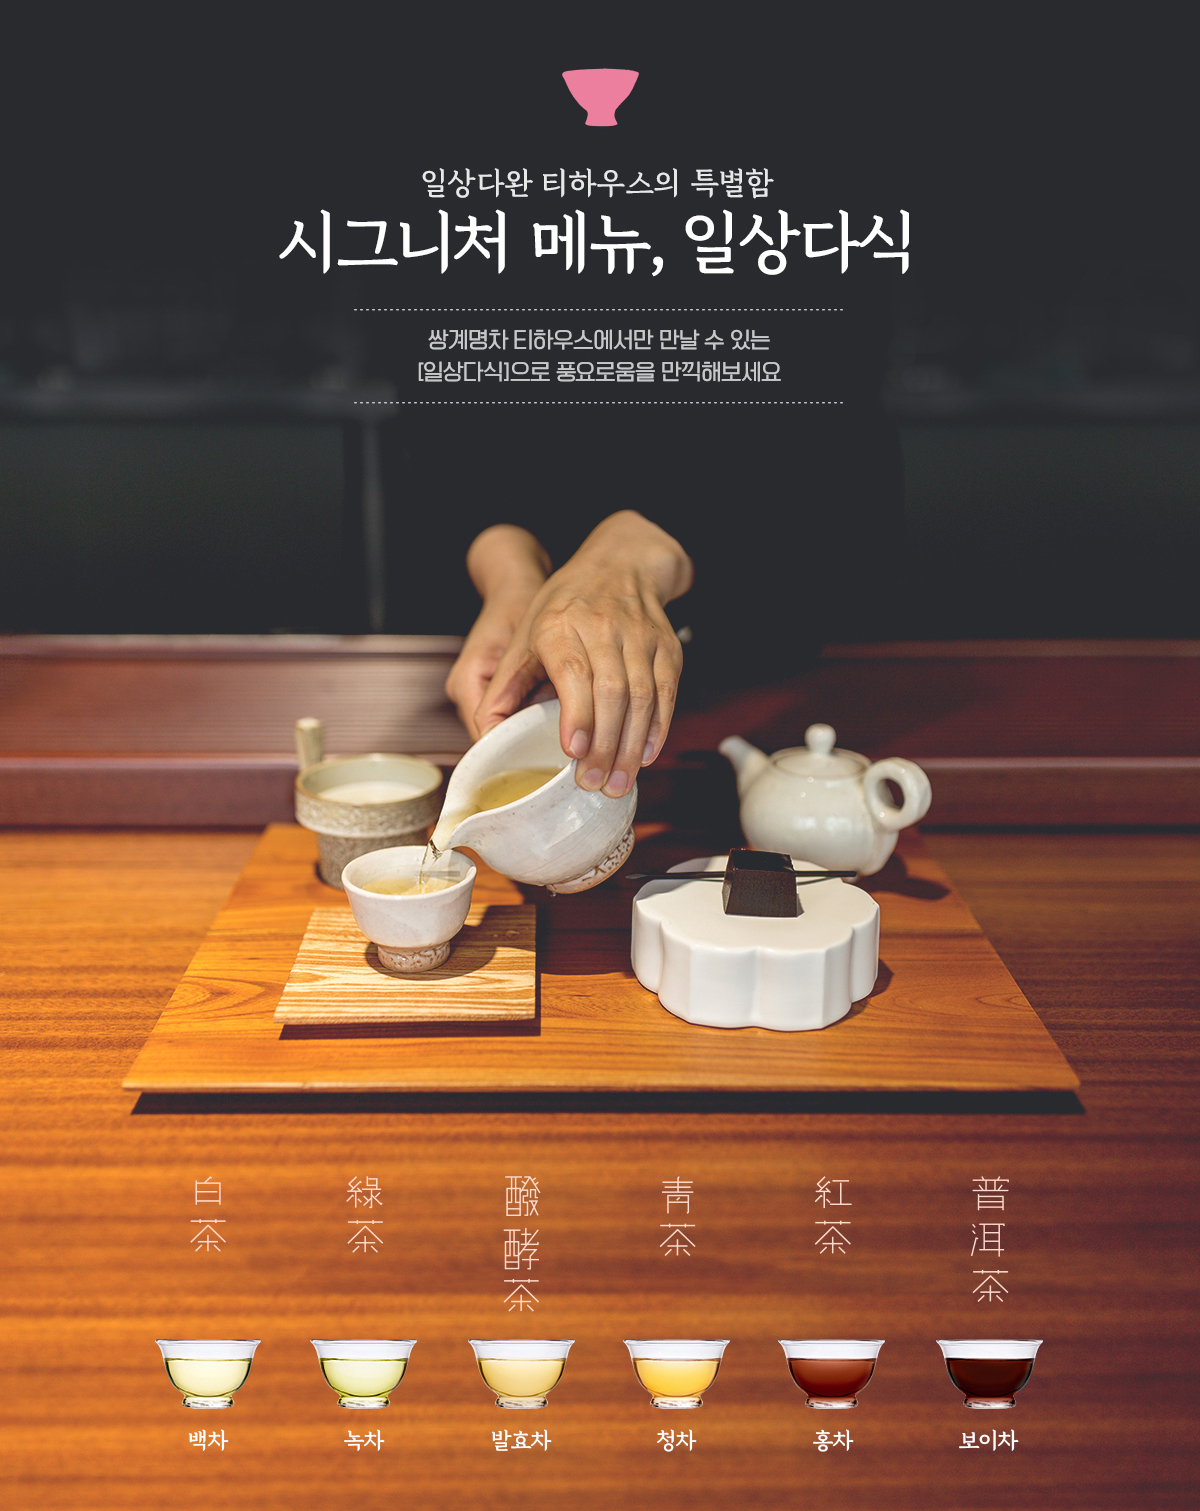 일상다완 티하우스의 특별함
시그니처 메뉴, 일상다식
쌍계명차 티하우스에서만 만날 수 있는
[일상다식]으로 풍요로움을 만끽해보세요
白茶
綠茶
醱酵茶
靑茶
紅茶
普洱茶
백차
녹차
발효차
청차
홍차
보이차